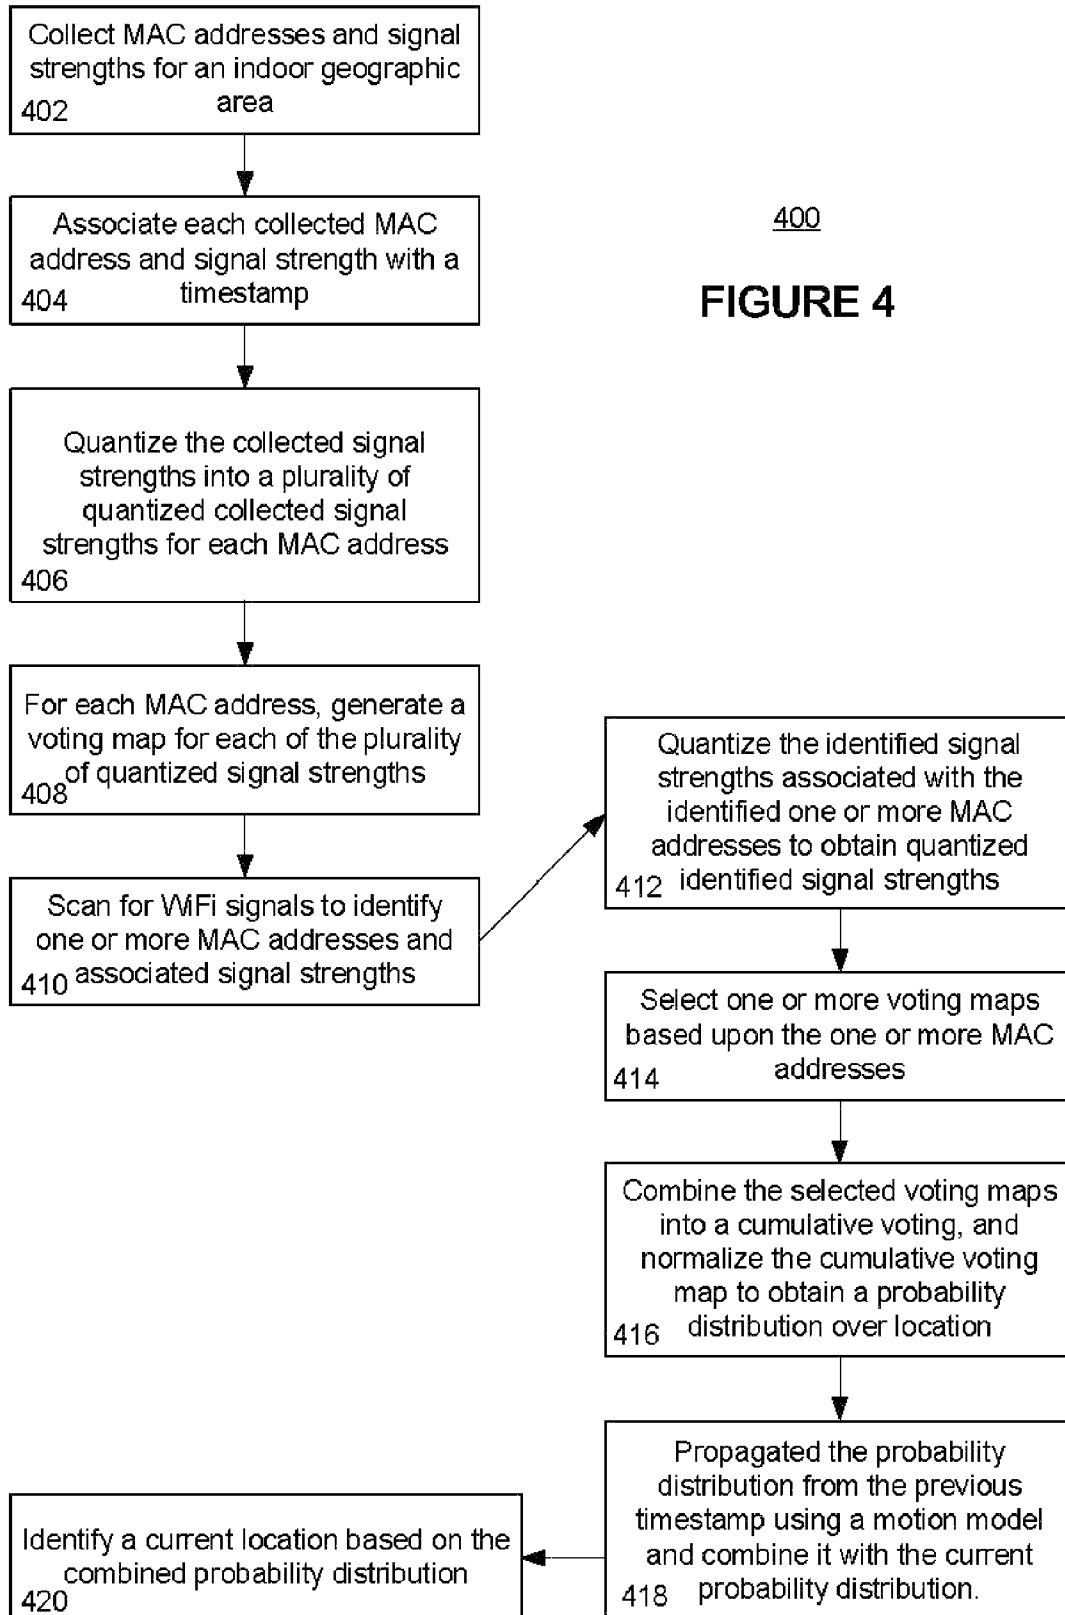 Collect MAC addresses and signal
strengths for an indoor geographic
area
402
Associate each collected MAC
address and signal strength with a
timestamp
404
400
FIGURE 4
Quantize the collected signal
strengths into a plurality of
quantized collected signal
strengths for each MAC address
406
For each MAC address, generate a
voting map for each of the plurality
of quantized signal strengths
408
Scan for WiFi signals to identify
one or more MAC addresses and
associated signal strengths
410
Quantize the identified signal
strengths associated with the
identified one or more MAC
addresses to obtain quantized
identified signal strengths
412
Select one or more voting maps
based upon the one or more MAC
addresses
414
Combine the selected voting maps
into a cumulative voting, and
normalize the cumulative voting
map to obtain a probability
distribution over location
416
Propagated the probability
distribution from the previous
timestamp using a motion model
and combine it with the current
probability distribution.
418
Identify a current location based on the
combined probability distribution
420